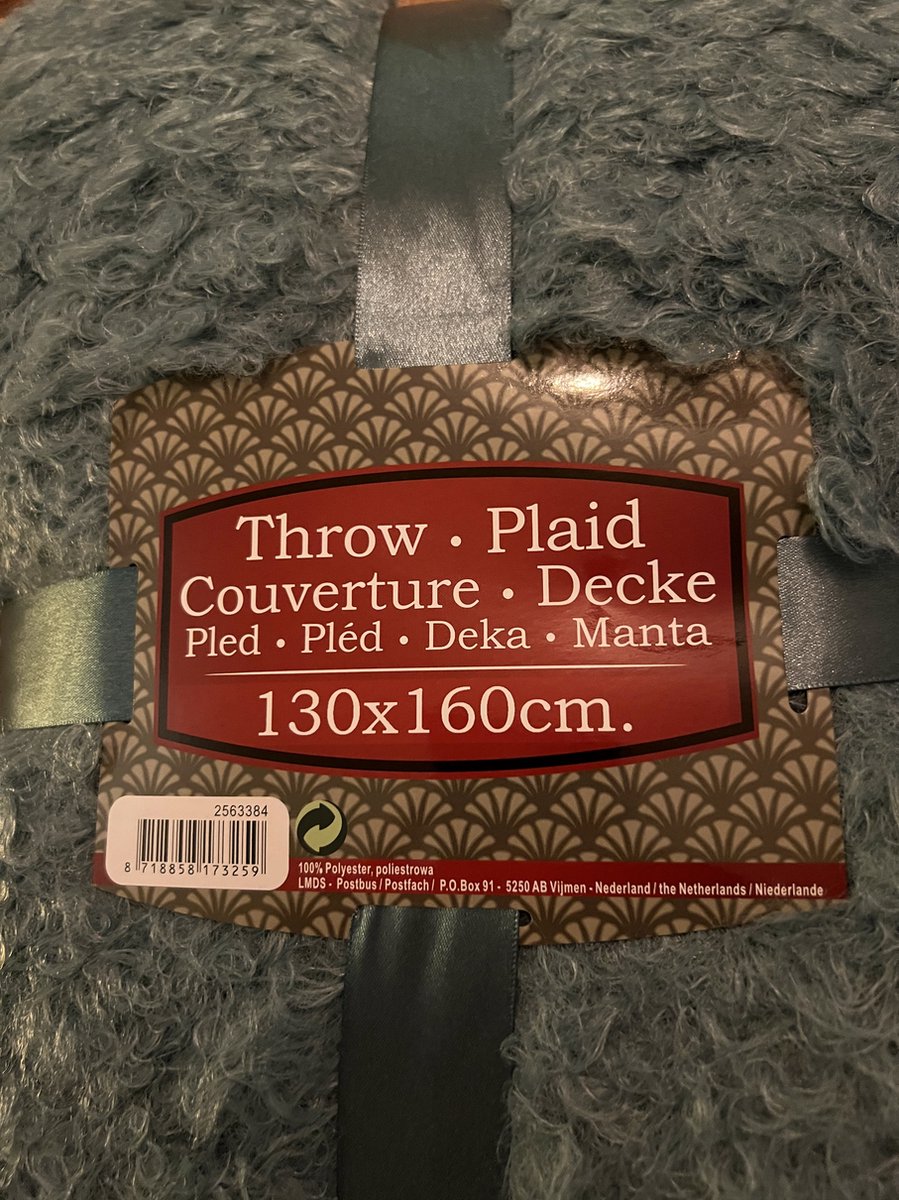 Throw · Plaid
Couverture · Decke
Pled · Pléd · Deka · Manta
130x160cm.
2563384
8 718858 173259
100% Polyester, poliestrowa
LMDS - Postbus / Postfach / P.O.Box 91 - 5250 AB Vijmen - Nederland / the Netherlands / Niederlande